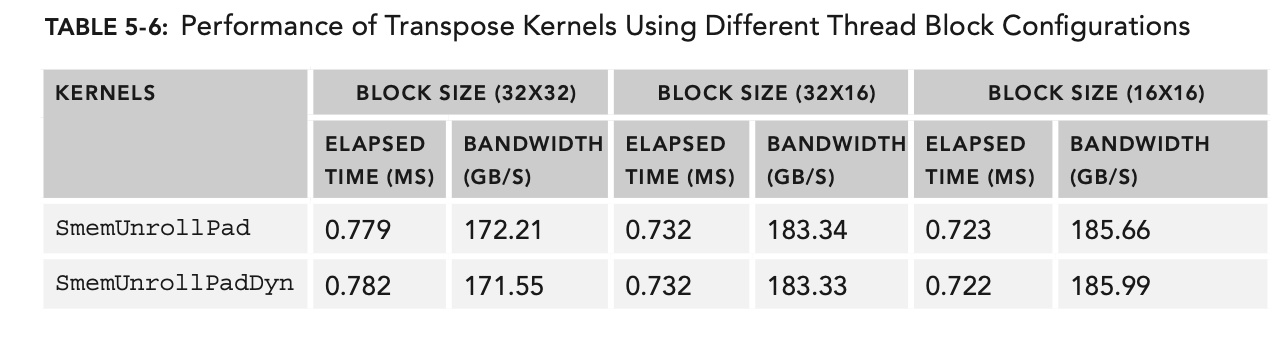 TABLE 5-6: Performance of Transpose Kernels Using Different Thread Block Configurations
KERNELS BLOCK SIZE (32X32) BLOCK SIZE (32X16) BLOCK SIZE (16X16)
ELAPSED BANDWIDTH ELAPSED BANDWIDTH ELAPSED BANDWIDTH
TIME (MS) (GB/S) TIME (MS) (GB/S) TIME (MS) (GB/S)
SmemUnrollPad 0.779 172.21 0.732 183.34 0.723 185.66
SmemUnrollPadDyn 0.782 171.55 0.732 183.33 0.722 185.99